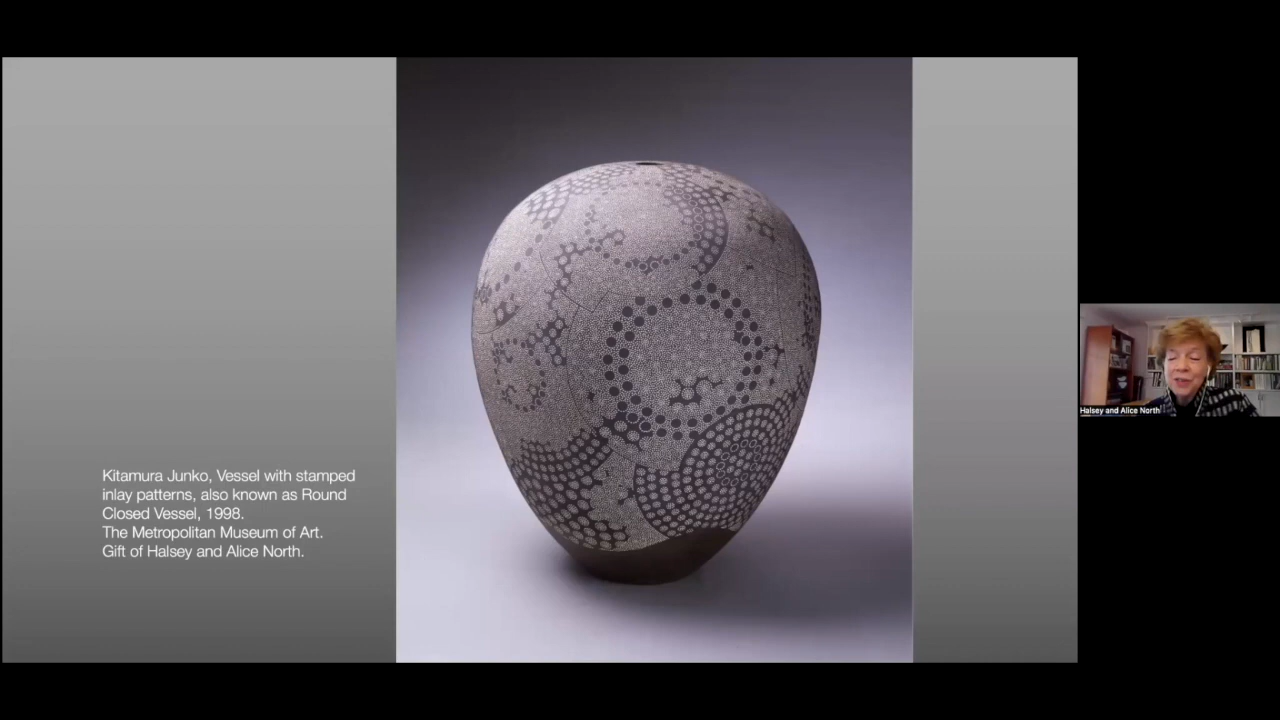 Kitamura Junko, Vessel with stamped
inlay patterns, also known as Round
Closed Vessel, 1998.
The Metropolitan Museum of Art.
Gift of Halsey and Alice North.
Halsey and Alice North